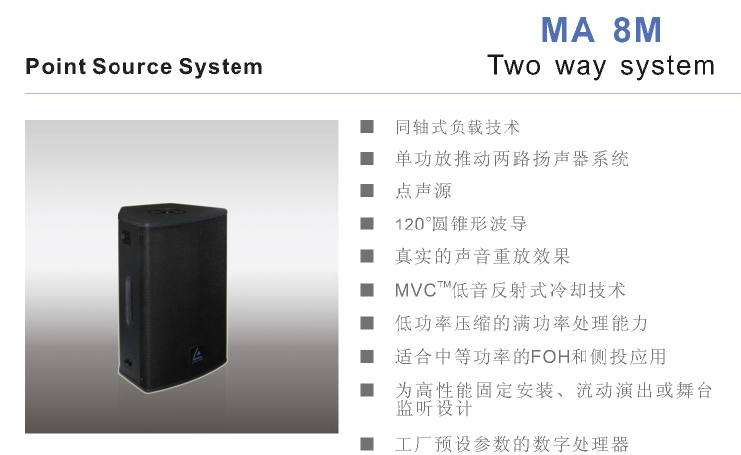 MA 8M
Point Source System
Two way system
同轴式负载技术
单功放推动两路扬声器系统
点声源
120°圆锥形波导
真实的声音重放效果
MVC™低音反射式冷却技术
低功率压缩的满功率处理能力
适合中等功率的FOH和侧投应用
为高性能固定安装、流动演出或舞台
监听设计
工厂预设参数的数字处理器